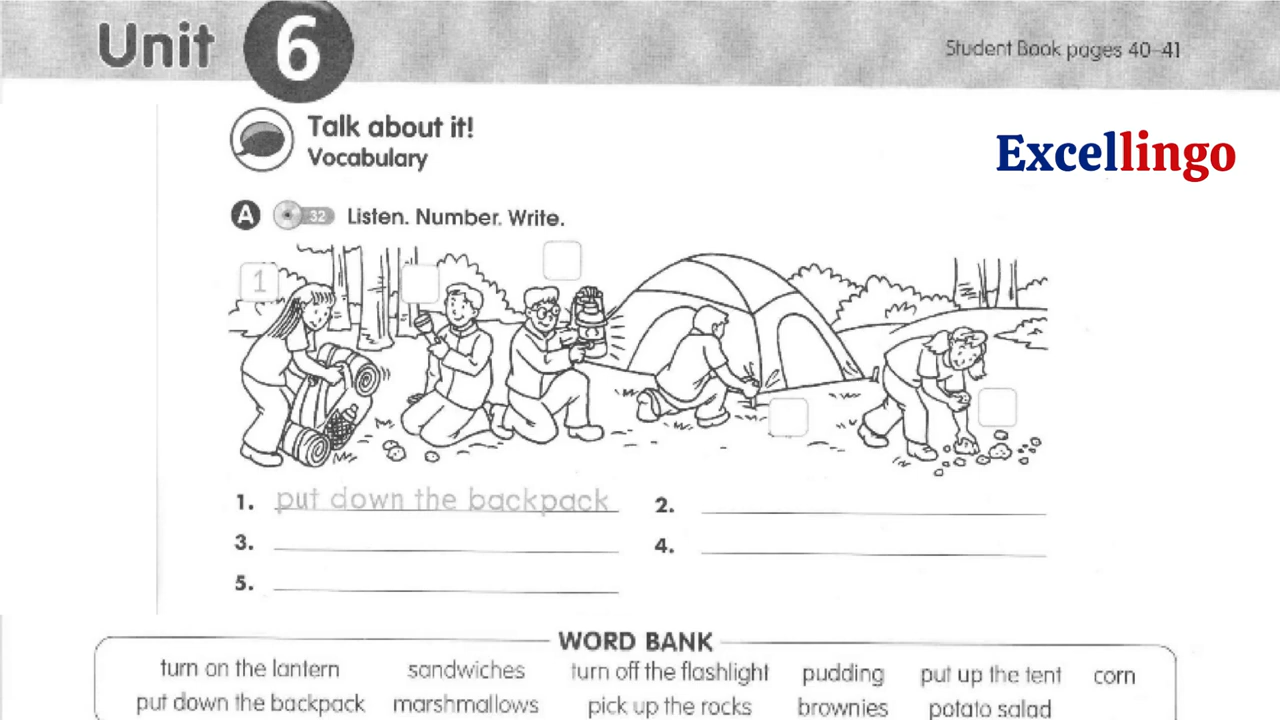 Unit 6
Student Book pages 40–41
Talk about it!
Vocabulary
Excellingo
A 32 Listen. Number. Write.
1
1. put down the backpack 2.
3. 4.
5.
WORD BANK
turn on the lantern sandwiches turn off the flashlight pudding put up the tent corn
put down the backpack marshmallows pick up the rocks brownies potato salad